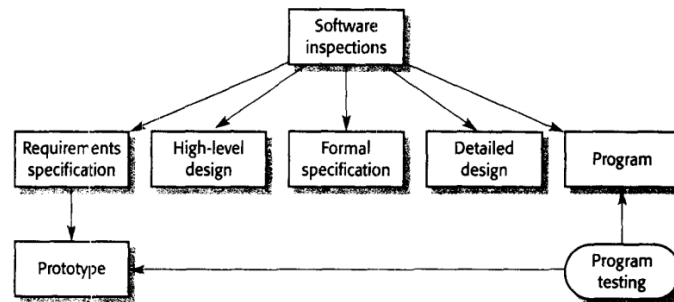 Software
inspections
Requirements
specification
High-level
design
Formal
specification
Detailed
design
Program
Prototype
Program
testing